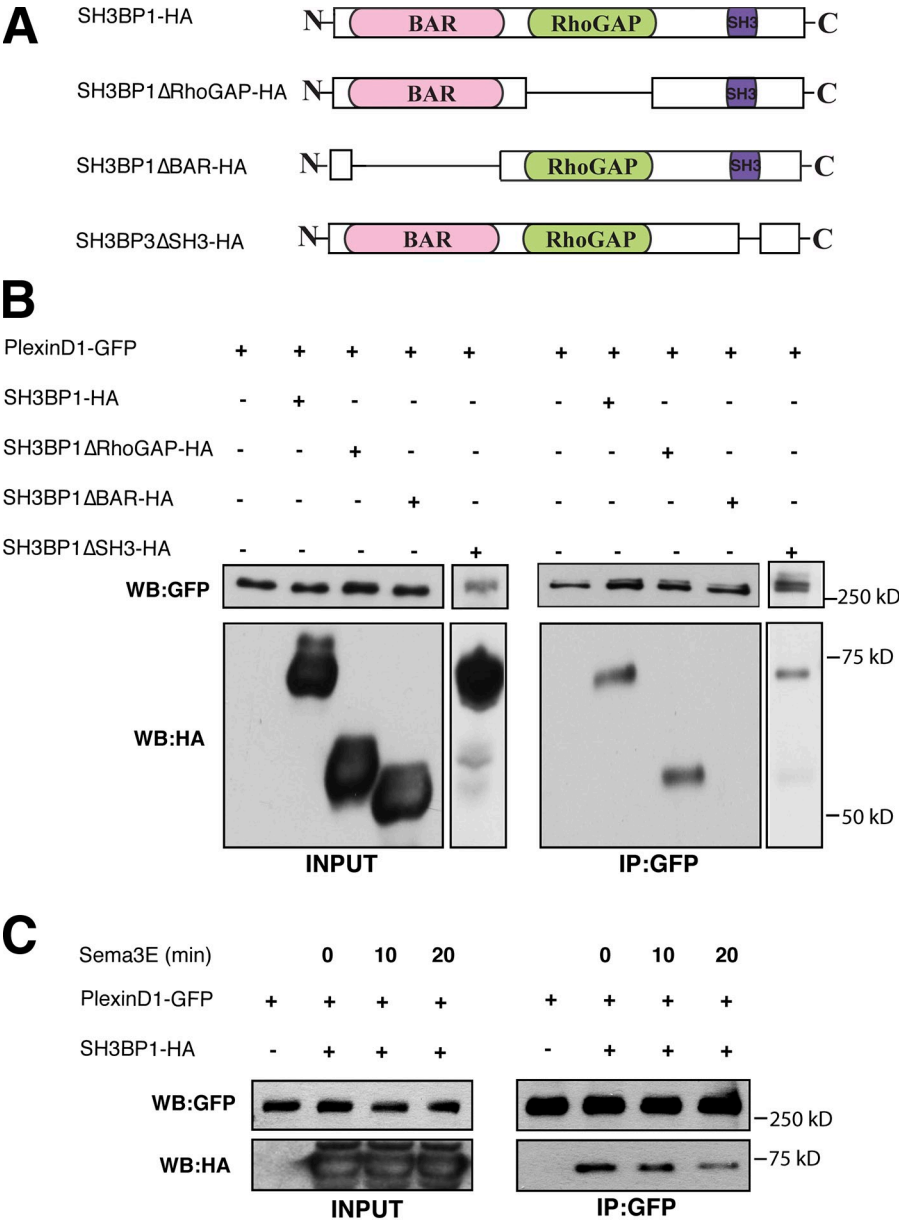 A
SH3BP1-HA N BAR RhoGAP SH3 C
SH3BP1ΔRhoGAP-HA N BAR SH3 C
SH3BP1ΔBAR-HA N RhoGAP SH3 C
SH3BP3ΔSH3-HA N BAR RhoGAP C
B
PlexinD1-GFP + + + + + + + + + +
SH3BP1-HA - + - - - - + - - -
SH3BP1ΔRhoGAP-HA - - + - - - - + - -
SH3BP1ΔBAR-HA - - - + - - - - + -
SH3BP1ΔSH3-HA - - - - + - - - - +
WB:GFP 250 kD
75 kD
WB:HA
50 kD
INPUT IP:GFP
C
Sema3E (min) 0 10 20 0 10 20
PlexinD1-GFP + + + + + + + +
SH3BP1-HA - + + + - + + +
WB:GFP 250 kD
WB:HA 75 kD
INPUT IP:GFP